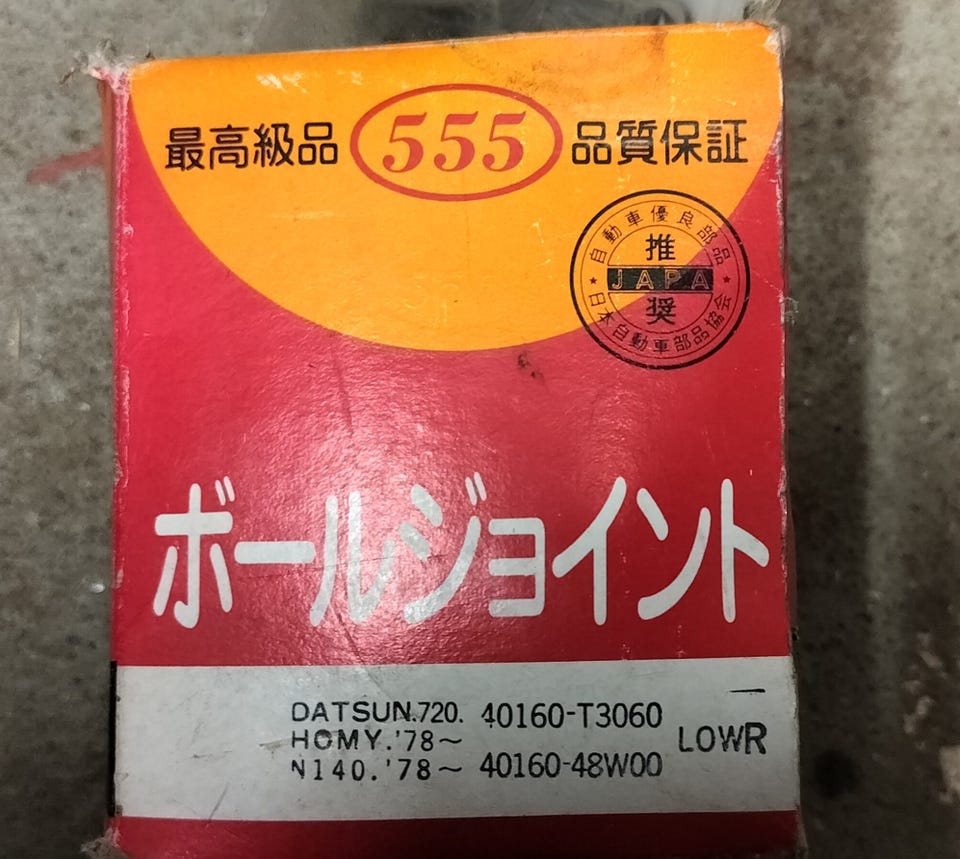 最高級品 555 品質保証
自動車優良部品
推
JAPA
奨
日本自動車部品協会
ボールジョイント
DATSUN.720. 40160-T3060
HOMY.'78~ LOWR
N140.'78~ 40160-48W00